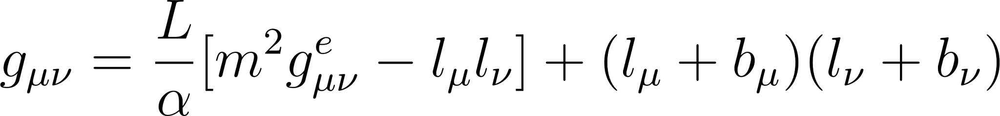 g_{\mu\nu} = \frac{L}{\alpha}[m^2 g^e_{\mu\nu} - l_\mu l_\nu] + (l_\mu + b_\mu)(l_\nu + b_\nu)